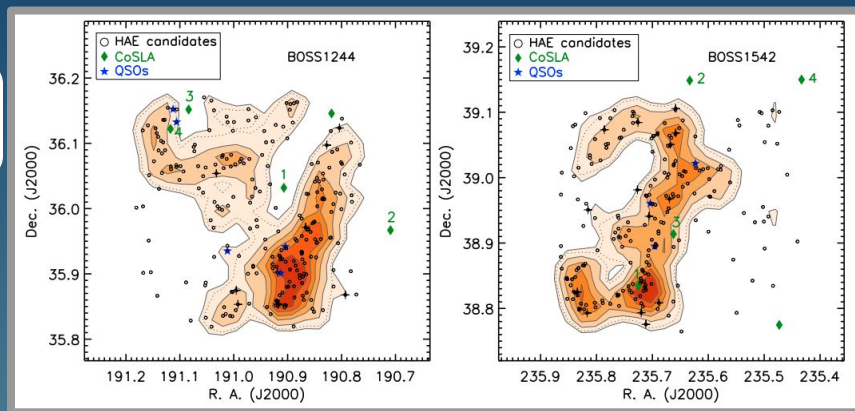 HAE candidates
CoSLA
QSOs
BOSS1244
36.2
36.1
36.0
35.9
35.8
Dec. (J2000)
3
4
1
2
191.2 191.1 191.0 190.9 190.8 190.7
R. A. (J2000)
HAE candidates
CoSLA
QSOs
BOSS1542
39.2
39.1
39.0
38.9
38.8
Dec. (J2000)
2
4
3
1
235.9 235.8 235.7 235.6 235.5 235.4
R. A. (J2000)